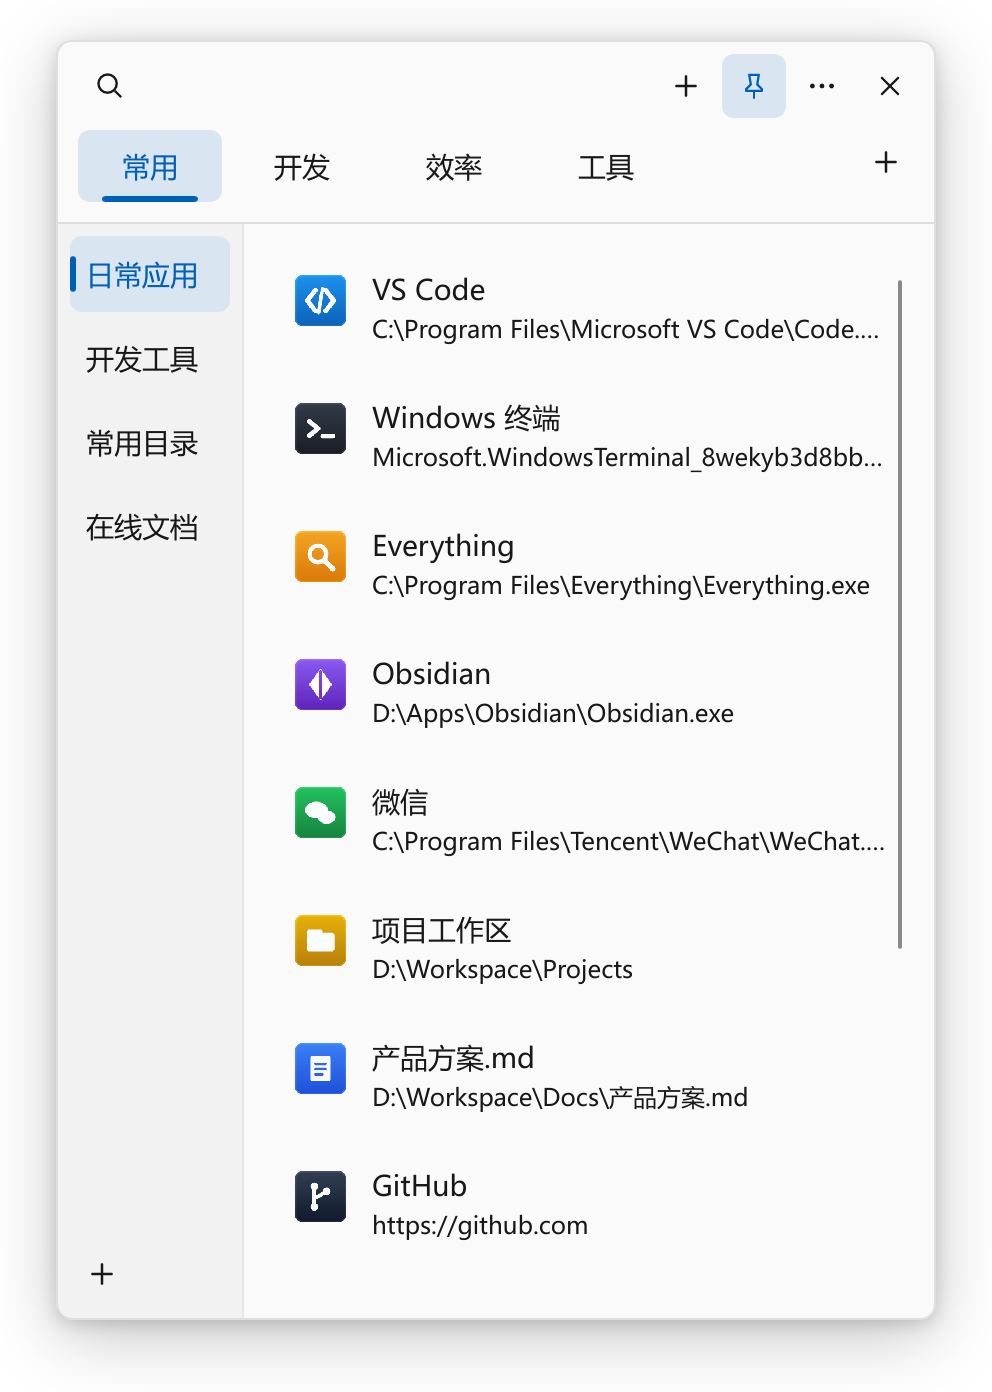 常用
开发
效率
工具
日常应用
开发工具
常用目录
在线文档
VS Code
C:\Program Files\Microsoft VS Code\Code....
Windows 终端
Microsoft.WindowsTerminal_8wekyb3d8bb...
Everything
C:\Program Files\Everything\Everything.exe
Obsidian
D:\Apps\Obsidian\Obsidian.exe
微信
C:\Program Files\Tencent\WeChat\WeChat....
项目工作区
D:\Workspace\Projects
产品方案.md
D:\Workspace\Docs\产品方案.md
GitHub
https://github.com